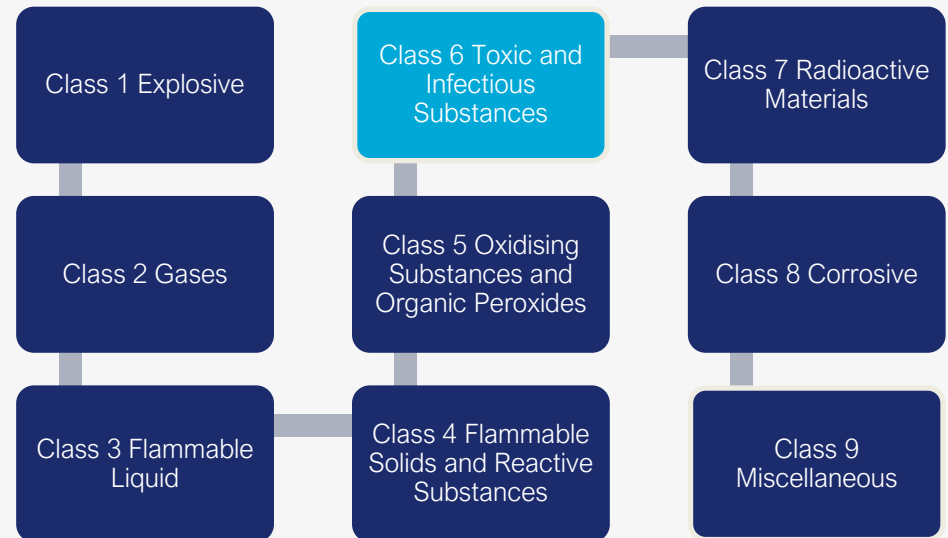 Class 1 Explosive
Class 2 Gases
Class 3 Flammable
Liquid
Class 4 Flammable
Solids and Reactive
Substances
Class 5 Oxidising
Substances and
Organic Peroxides
Class 6 Toxic and
Infectious
Substances
Class 7 Radioactive
Materials
Class 8 Corrosive
Class 9
Miscellaneous